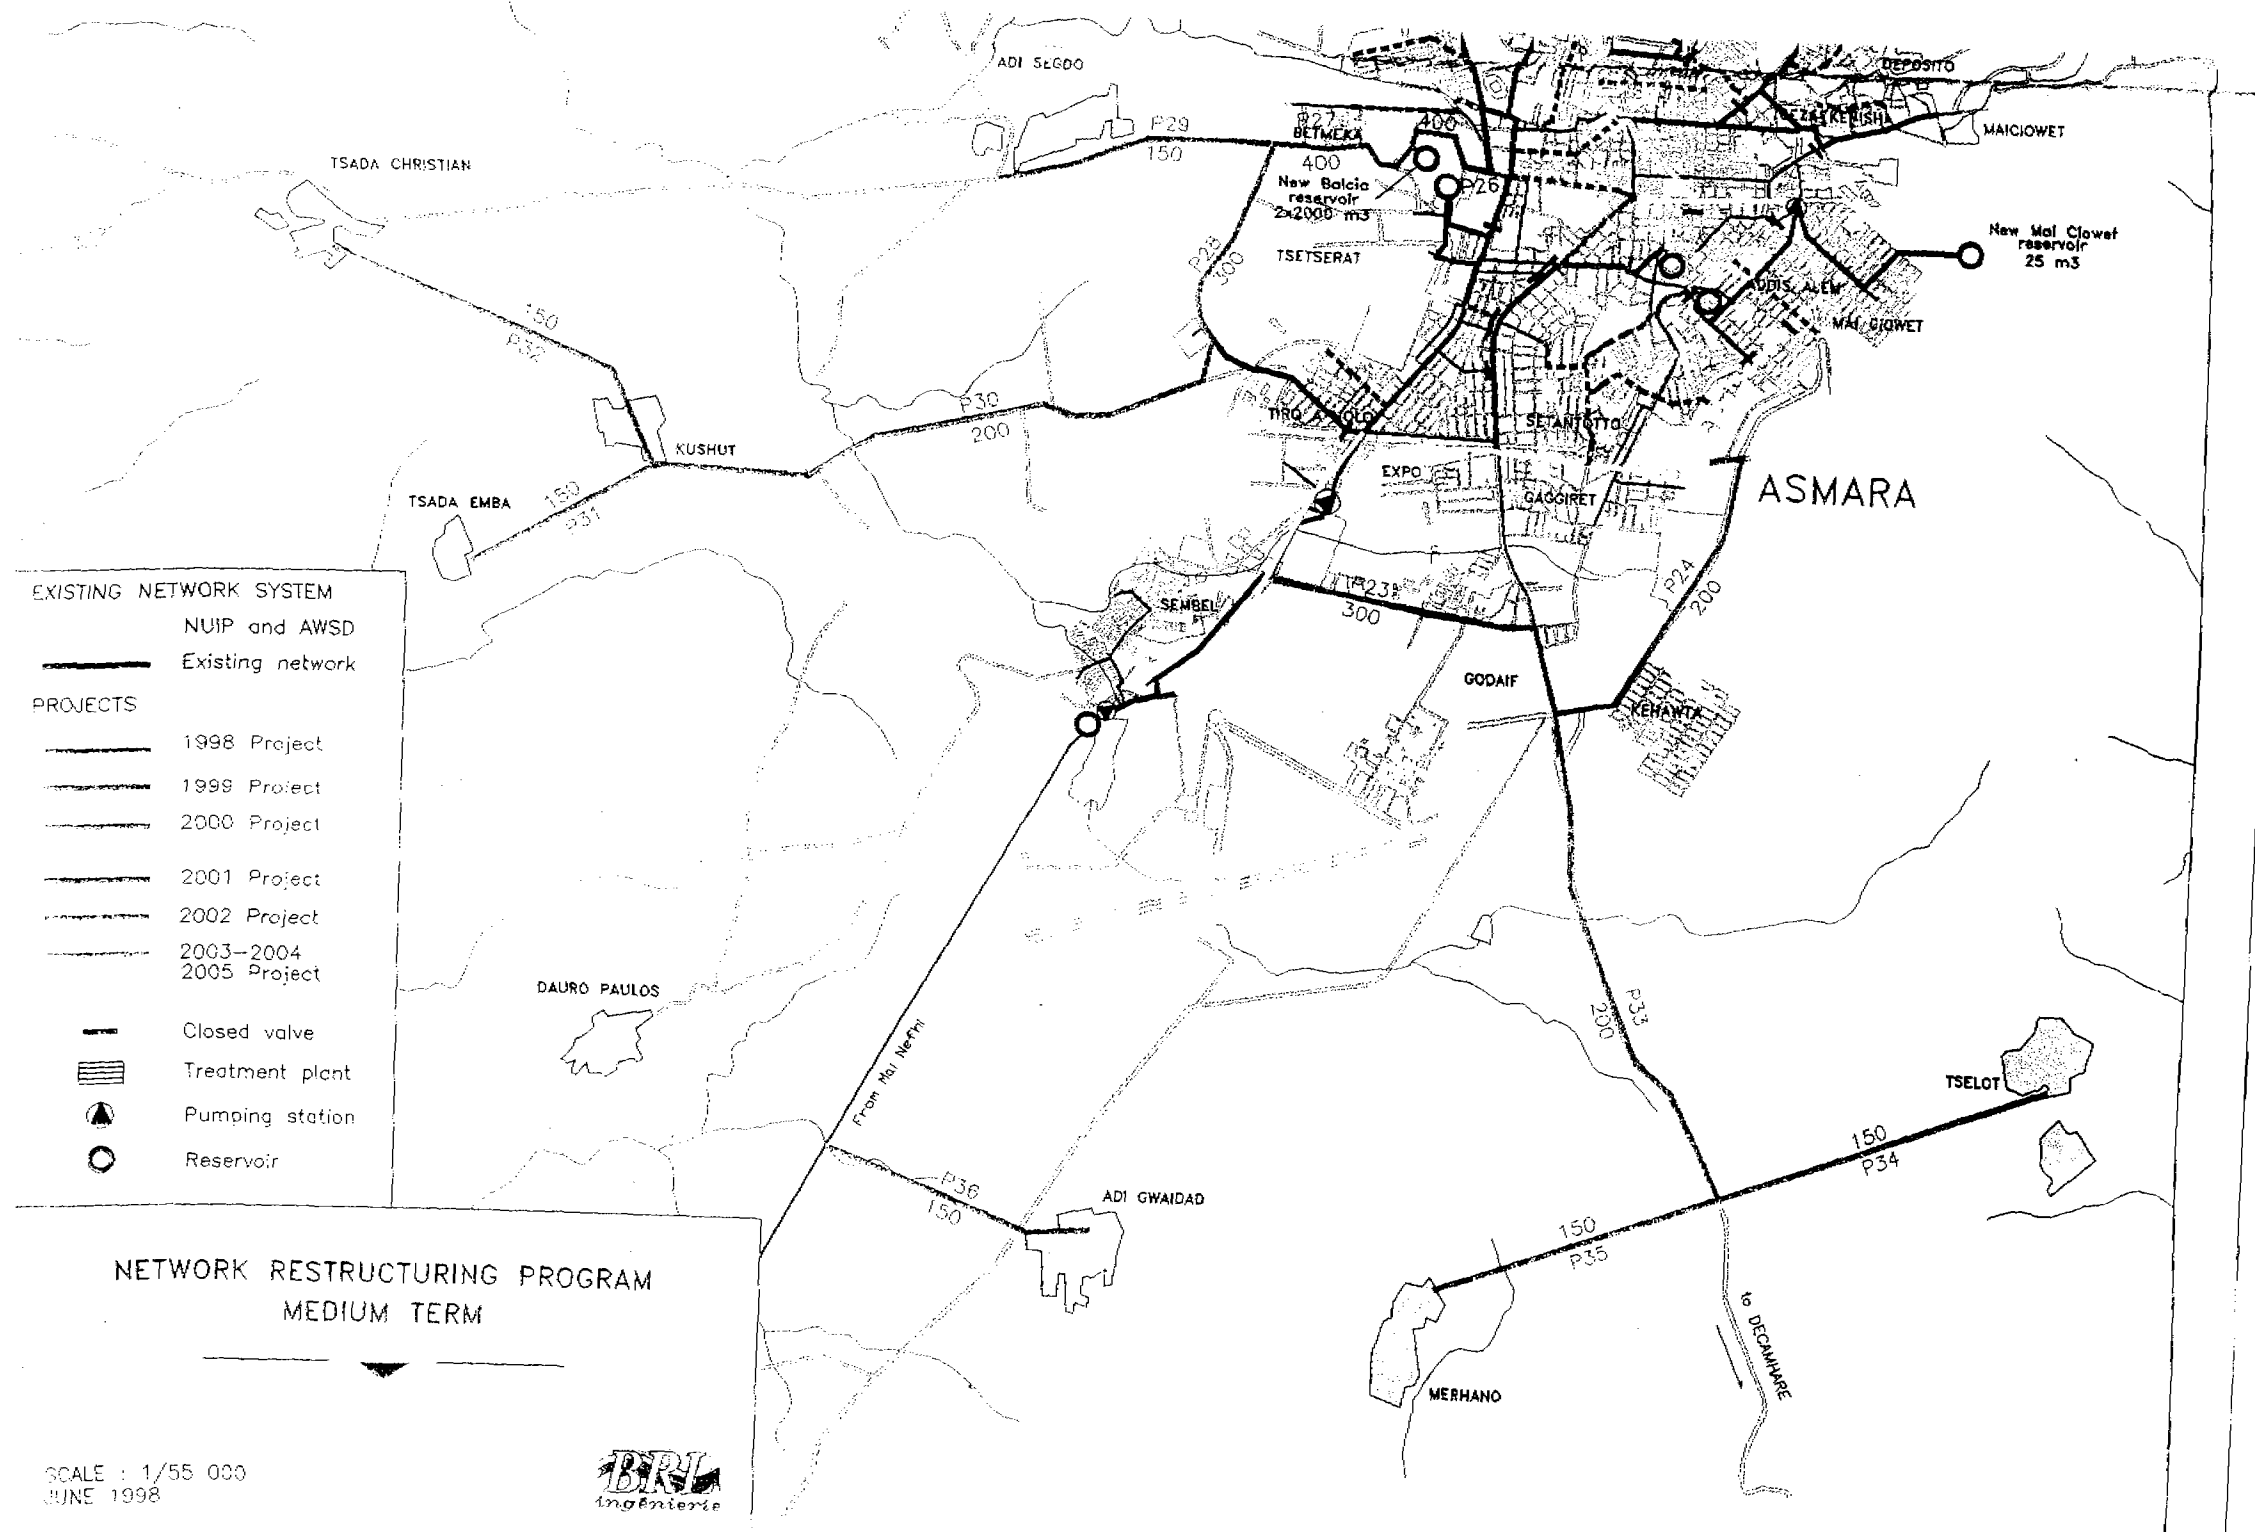 ADI SEGDO
DEPOSITO
P29
150
P27
BETMEKA
400
400
MAICIOWET
TSADA CHRISTIAN
New Balcia
reservoir
2x2000 m3
P26
P28
300
TSETSERAT
New Mai Ciowet
reservoir
25 m3
ADDIS ALEM
MAI CIOWET
150
P32
P30
200
SETANTOTTO
KUSHUT
EXPO
TSADA EMBA
150
P31
GAGGIRET
ASMARA
P23
300
P24
200
SEMBEL
GODAIF
KEHAWTA
EXISTING NETWORK SYSTEM
NUIP and AWSD
Existing network
PROJECTS
1998 Project
1999 Project
2000 Project
2001 Project
2002 Project
2003-2004
2005 Project
Closed valve
Treatment plant
Pumping station
Reservoir
DAURO PAULOS
From Mai Nefhi
P33
200
TSELOT
150
P34
P36
150
ADI GWAIDAD
150
P35
to DECAMHARE
MERHANO
NETWORK RESTRUCTURING PROGRAM
MEDIUM TERM
SCALE : 1/55 000
JUNE 1998
BRL
ingénierie